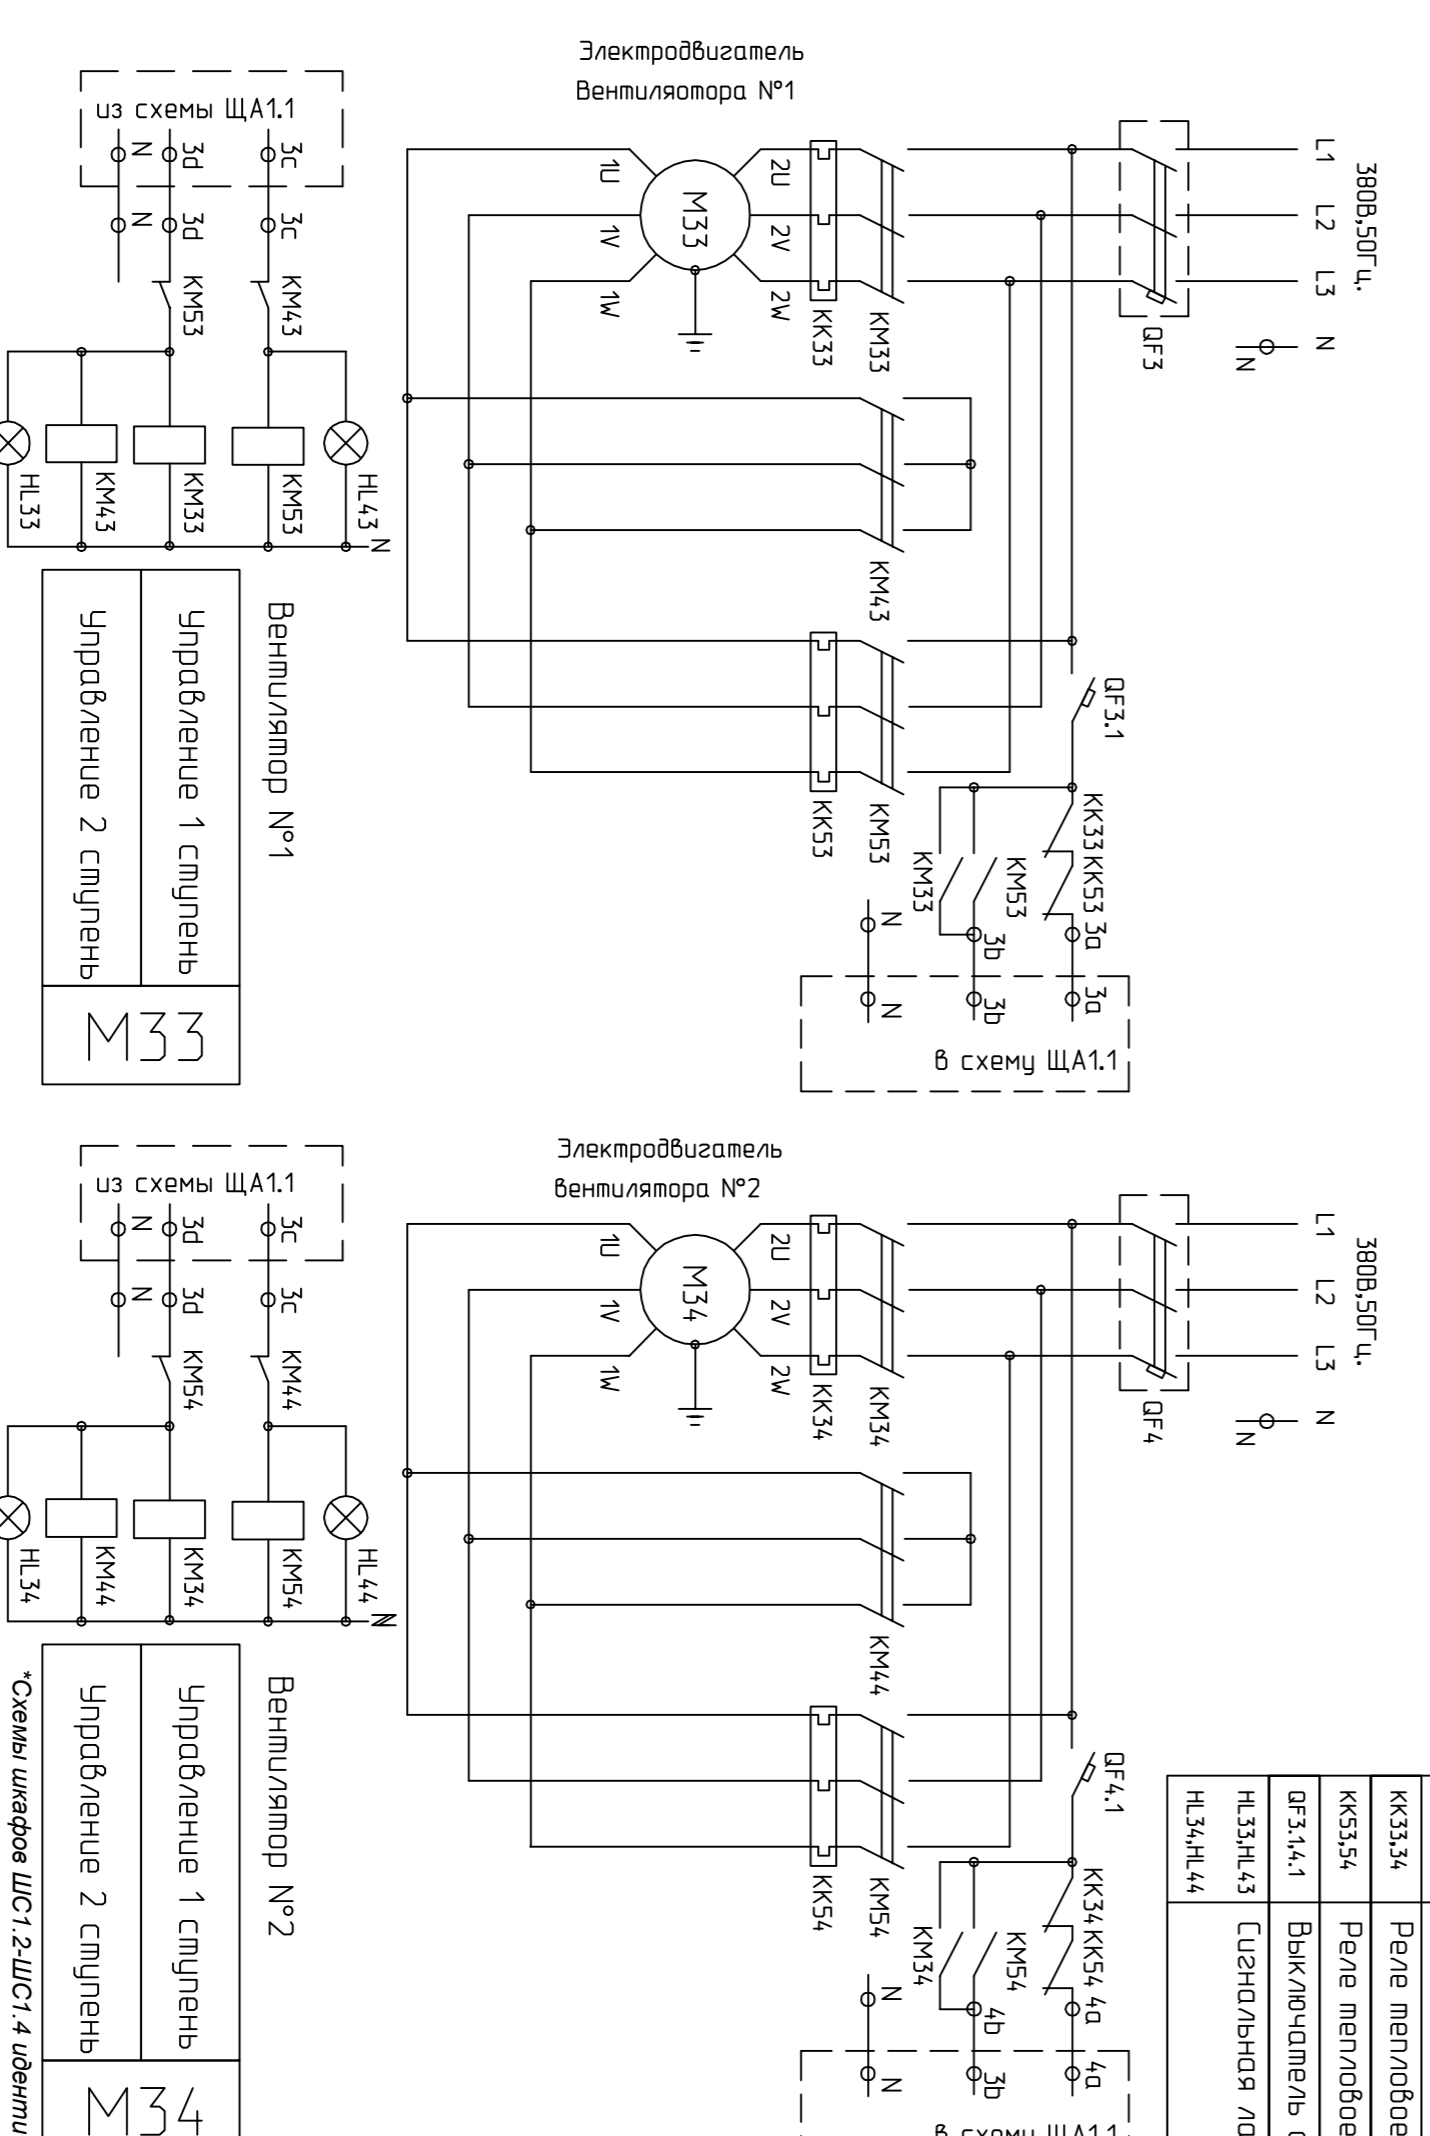 Электродвигатель
Вентиляотора №1
из схемы ЩА1.1
N
3d
3c
N
3d
3c
KM53
KM43
HL33
KM43
KM33
KM53
HL43
N
1U
1V
1W
M33
2U
2V
2W
KK33
KM33
KM43
KK53
KM53
QF3
380В,50Гц.
L1
L2
L3
N
N
QF3.1
KK33
KK53
KM33
KM53
N
3b
3a
N
3b
3a
в схему ЩА1.1
Вентилятор №1
Управление 1 ступень
Управление 2 ступень
M33
Электродвигатель
вентилятора №2
из схемы ЩА1.1
N
3d
3c
N
3d
3c
KM54
KM44
HL34
KM44
KM34
KM54
HL44
N
1U
1V
1W
M34
2U
2V
2W
KK34
KM34
KM44
KK54
KM54
QF4
380В,50Гц.
L1
L2
L3
N
N
QF4.1
KK34
KK54
KM34
KM54
N
4b
4a
N
3b
4a
в схему ЩА1.1
Вентилятор №2
Управление 1 ступень
Управление 2 ступень
M34
KK33,34 Реле тепловое
KK53,54 Реле тепловое
QF3.1,4.1 Выключатель
HL33,HL43 Сигнальная
HL34,HL44
*Схемы шкафов ШС1.2-ШС1.4